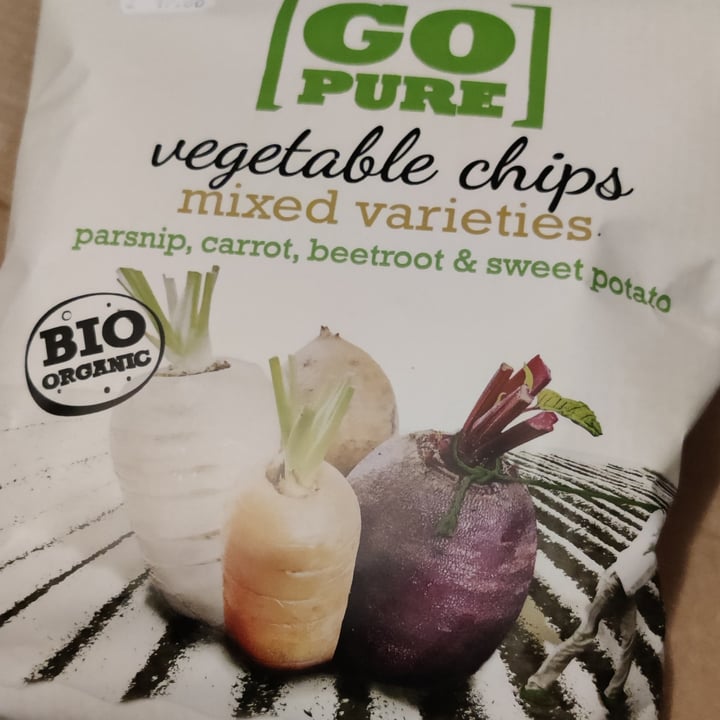 GO
PURE
vegetable chips
mixed varieties
parsnip, carrot, beetroot & sweet potato
BIO
ORGANIC